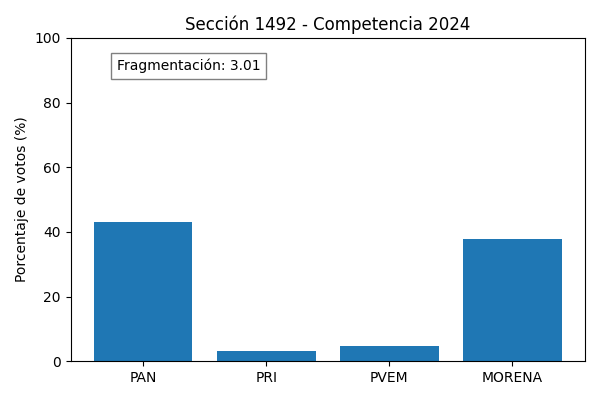 Sección 1492 - Competencia 2024
Fragmentación: 3.01
Porcentaje de votos (%)
100
80
60
40
20
0
PAN PRI PVEM MORENA